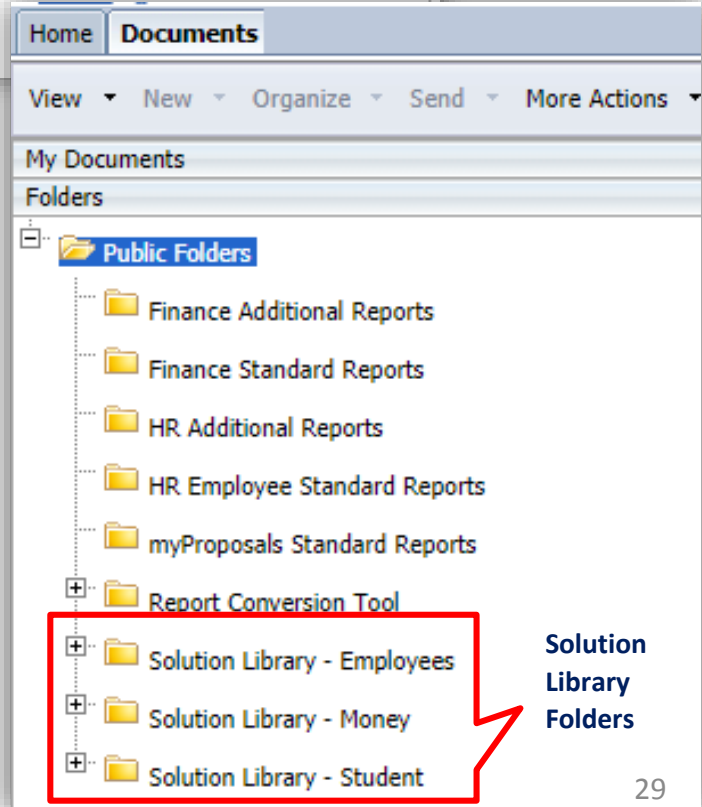 Home Documents
View New Organize Send More Actions
My Documents
Folders
Public Folders
Finance Additional Reports
Finance Standard Reports
HR Additional Reports
HR Employee Standard Reports
myProposals Standard Reports
Report Conversion Tool
Solution Library - Employees
Solution Library - Money
Solution Library - Student
Solution
Library
Folders
29